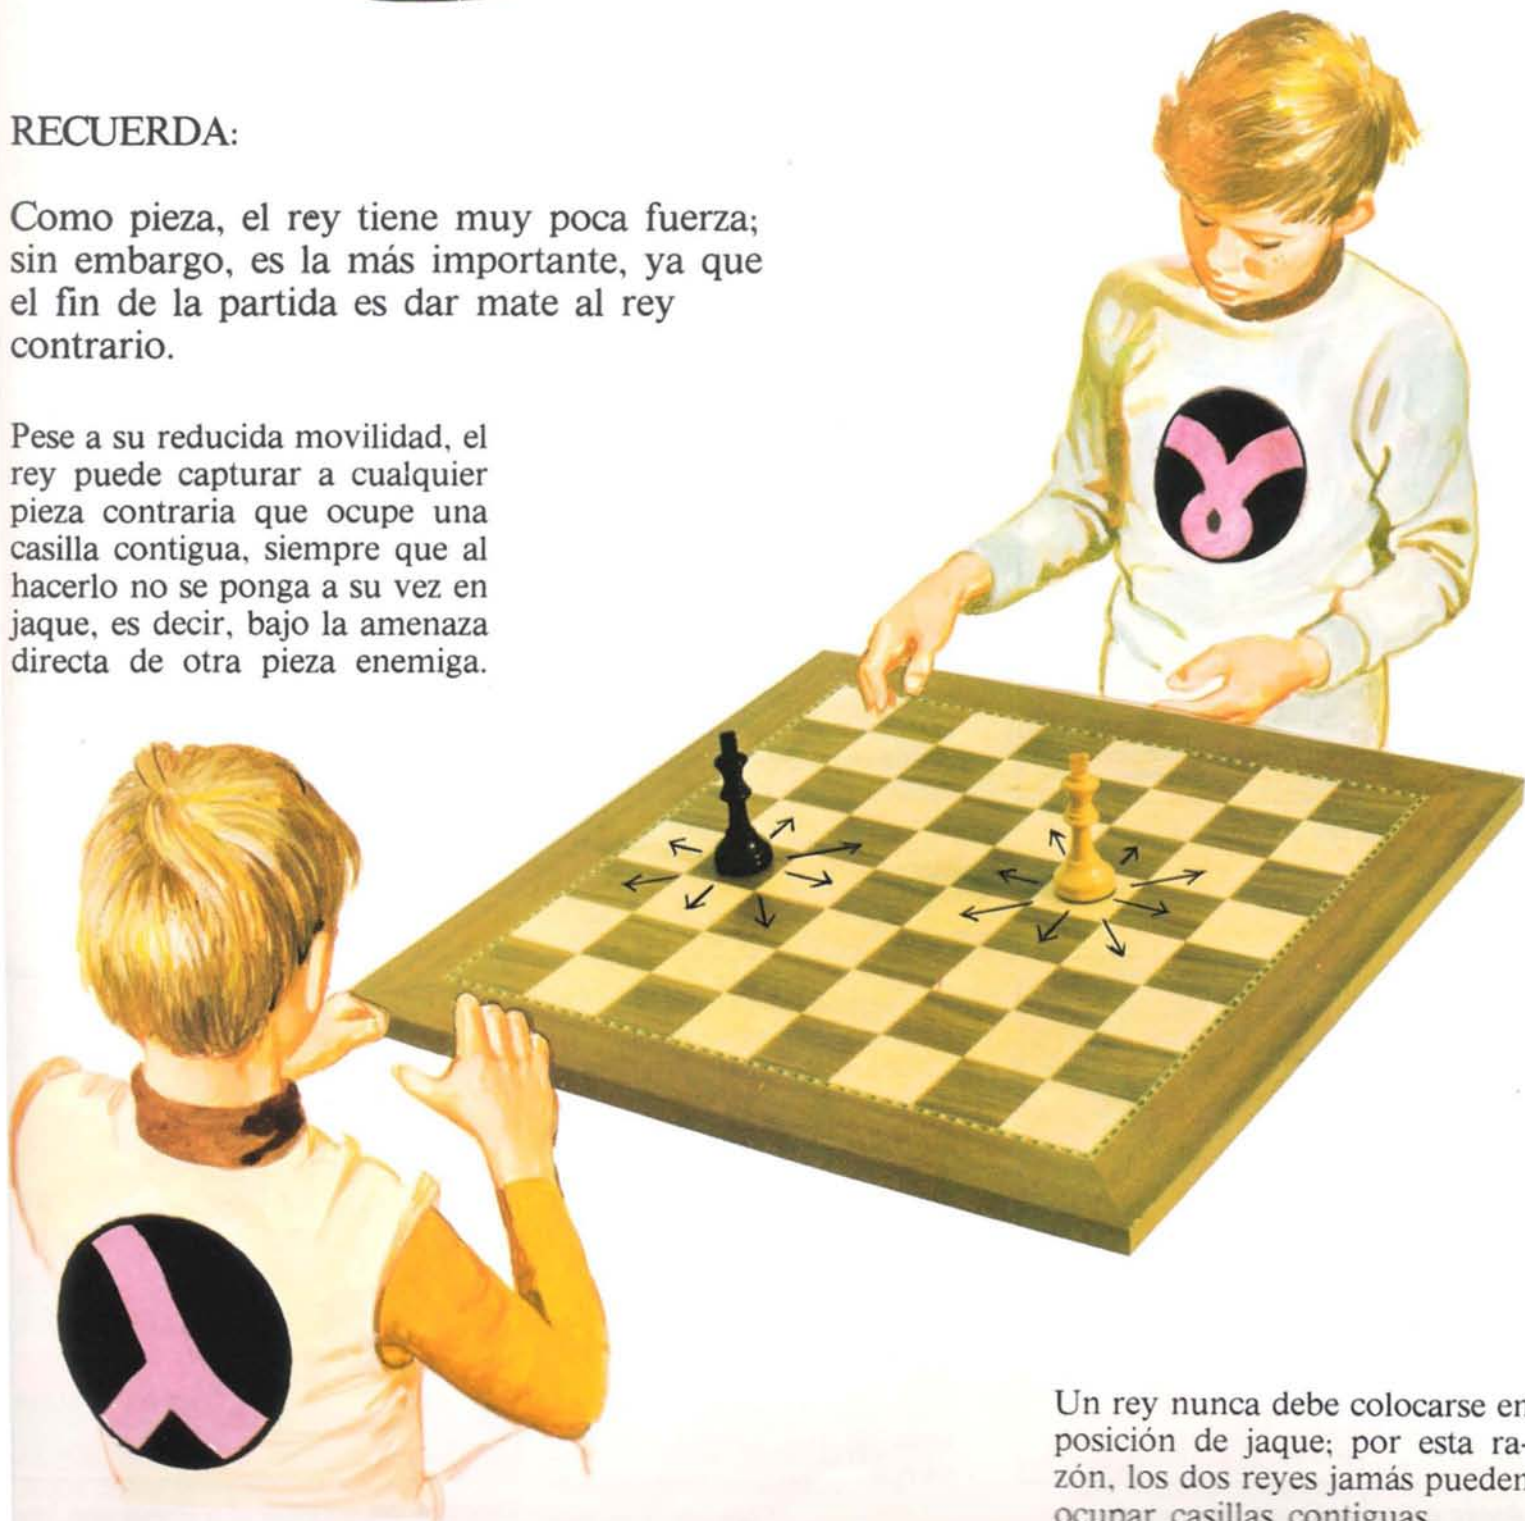 RECUERDA:
Como pieza, el rey tiene muy poca fuerza;
sin embargo, es la más importante, ya que
el fin de la partida es dar mate al rey
contrario.
Pese a su reducida movilidad, el
rey puede capturar a cualquier
pieza contraria que ocupe una
casilla contigua, siempre que al
hacerlo no se ponga a su vez en
jaque, es decir, bajo la amenaza
directa de otra pieza enemiga.
Un rey nunca debe colocarse en
posición de jaque; por esta ra-
zón, los dos reyes jamás pueden
ocupar casillas contiguas.